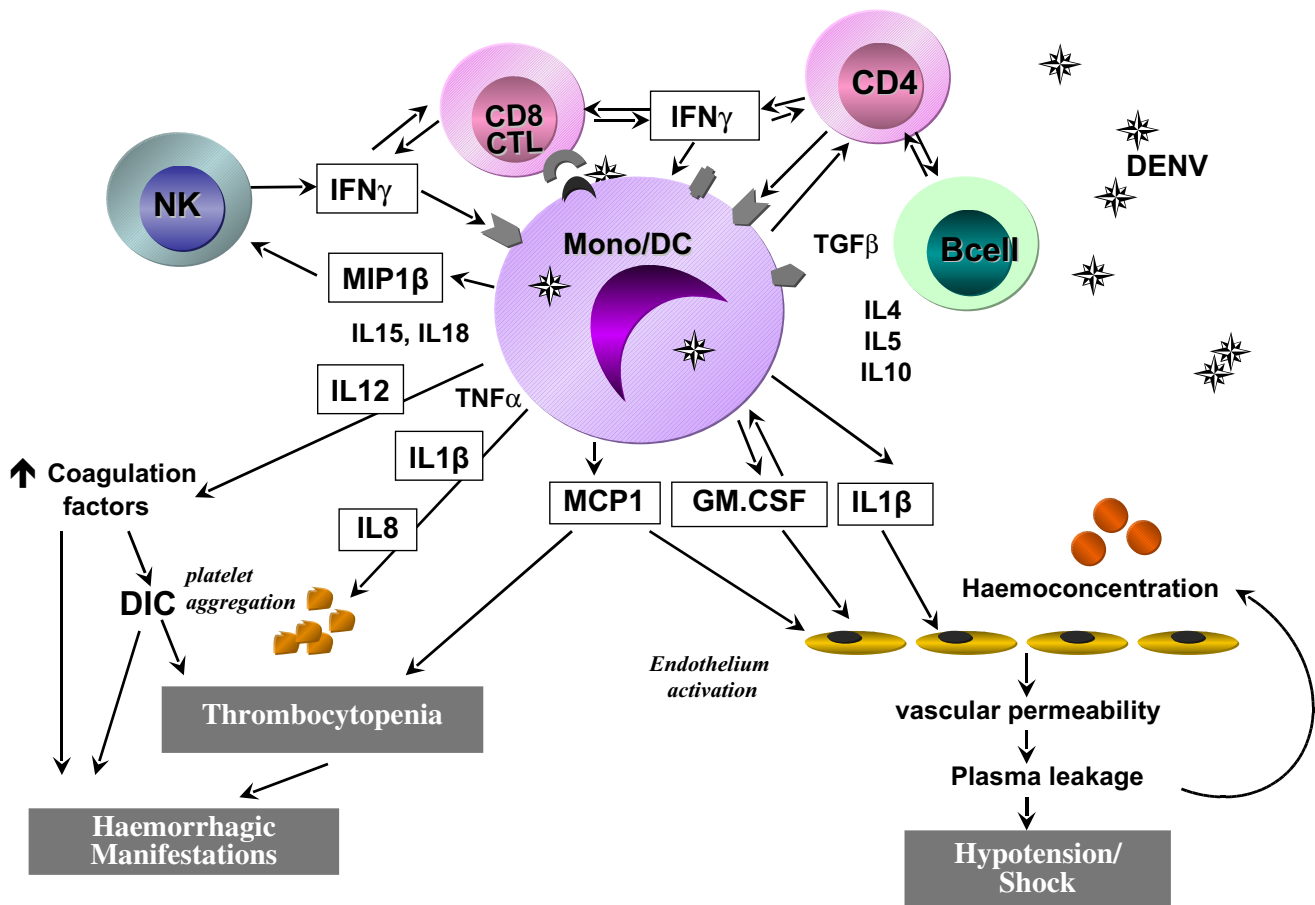 CD4
CD8
CTL
IFNγ
DENV
NK
IFNγ
Mono/DC
TGFβ
Bcell
MIP1β
IL15, IL18
IL4
IL5
IL10
IL12
TNFα
IL1β
↑ Coagulation
factors
MCP1
GM.CSF
IL1β
IL8
platelet
aggregation
DIC
Haemoconcentration
Endothelium
activation
Thrombocytopenia
vascular permeability
Plasma leakage
Haemorrhagic
Manifestations
Hypotension/
Shock